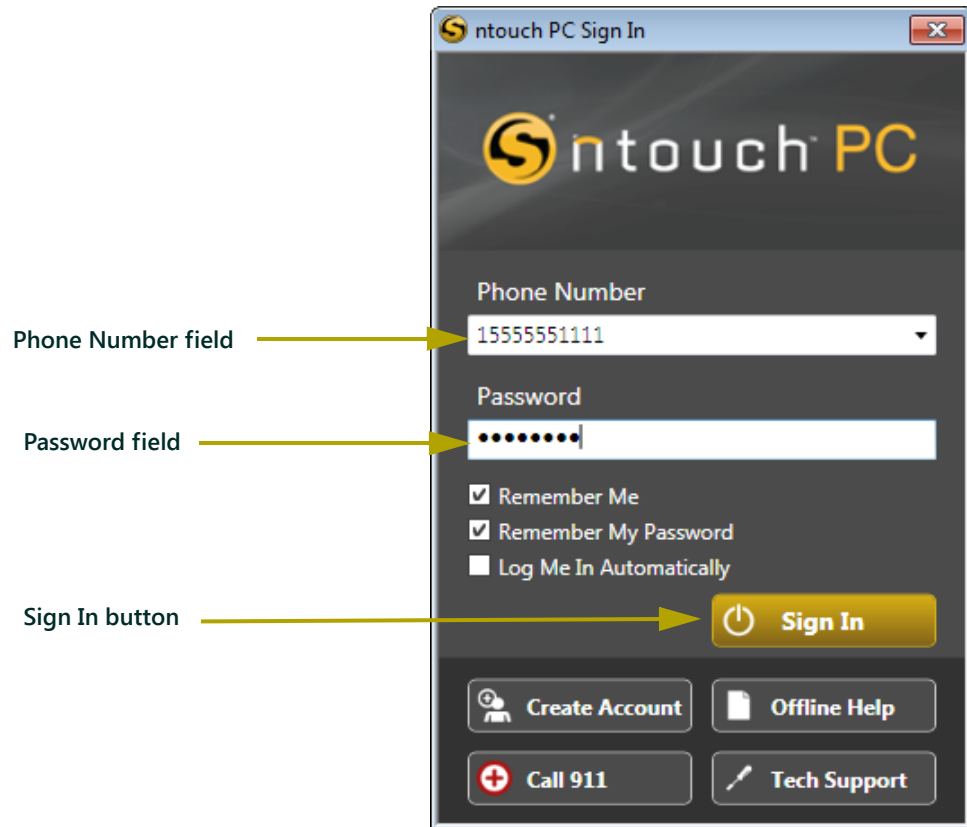 ntouch PC Sign In
ntouch™ PC
Phone Number
Phone Number field
15555551111
Password
Password field
••••••••
Remember Me
Remember My Password
Log Me In Automatically
Sign In button
Sign In
Create Account
Offline Help
Call 911
Tech Support